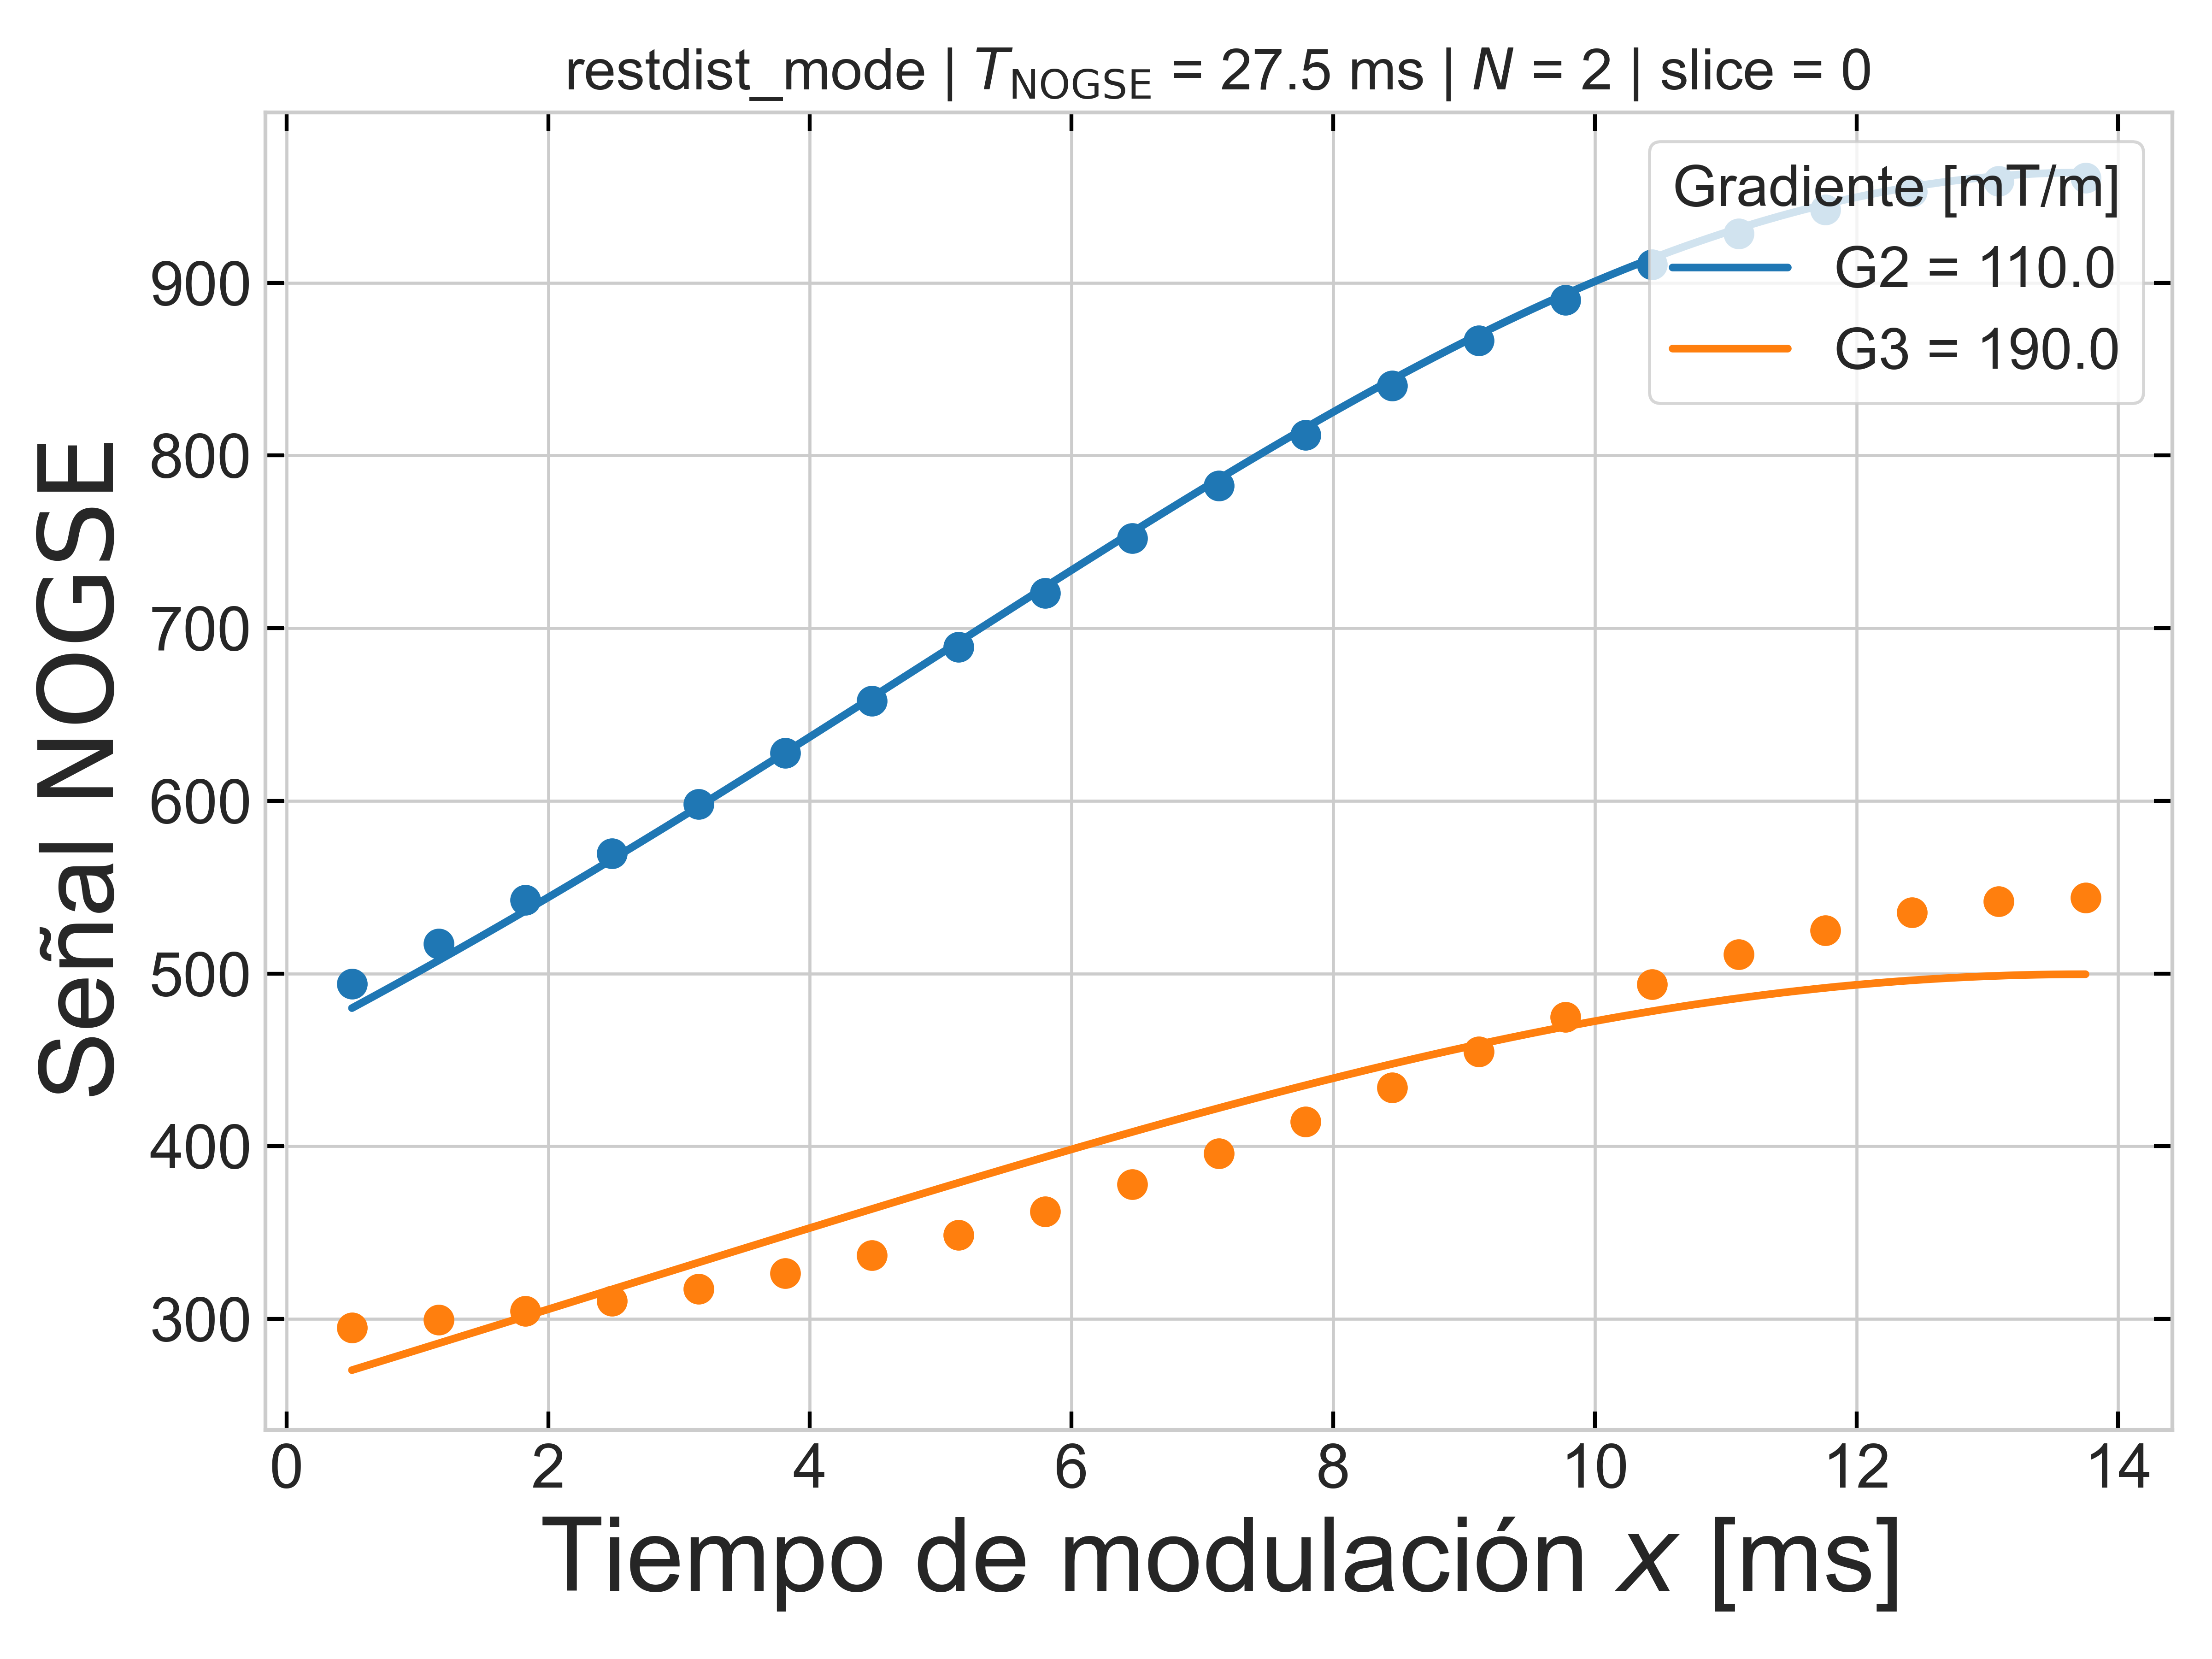 restdist_mode | T_NOGSE = 27.5 ms | N = 2 | slice = 0
Gradiente [mT/m]
G2 = 110.0
G3 = 190.0
900
800
700
600
500
400
300
Señal NOGSE
0 2 4 6 8 10 12 14
Tiempo de modulación x [ms]